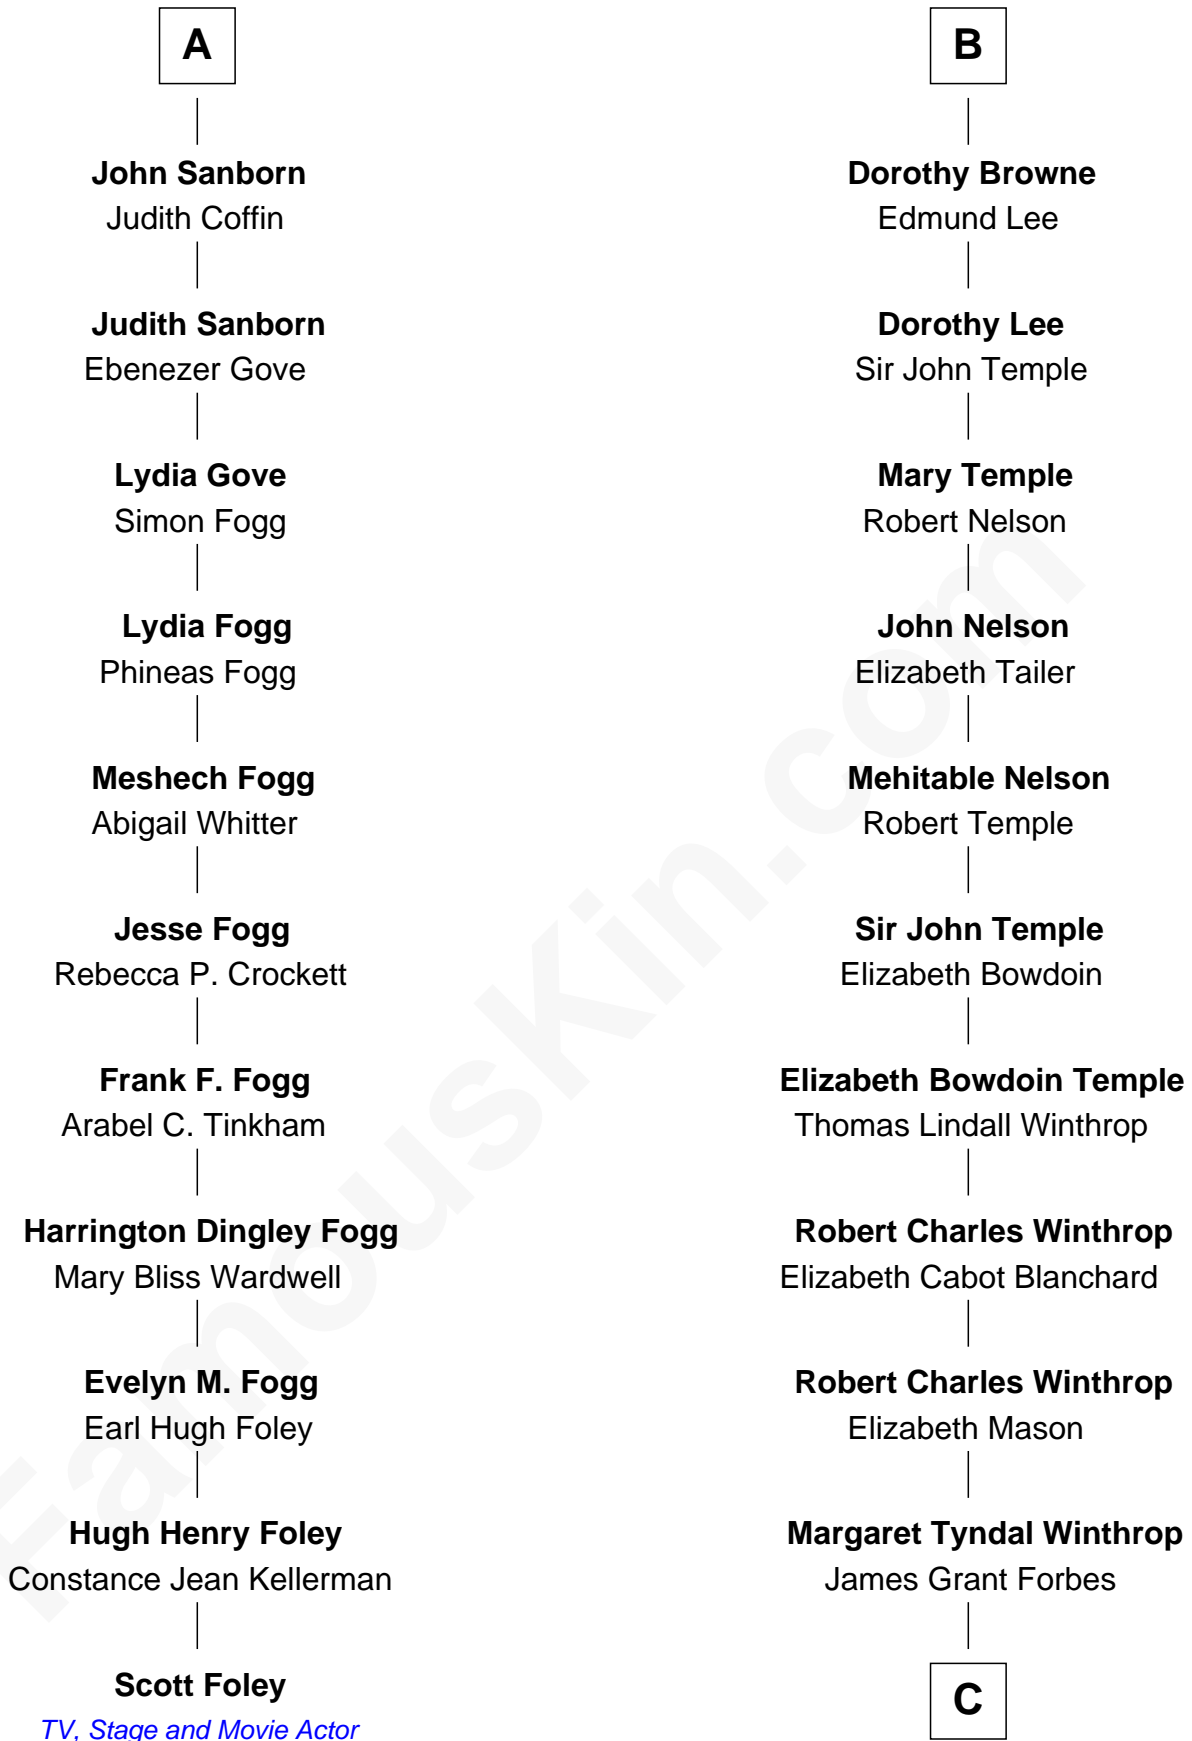 A
John Sanborn
Judith Coffin
Judith Sanborn
Ebenezer Gove
Lydia Gove
Simon Fogg
Lydia Fogg
Phineas Fogg
Meshech Fogg
Abigail Whitter
Jesse Fogg
Rebecca P. Crockett
Frank F. Fogg
Arabel C. Tinkham
Harrington Dingley Fogg
Mary Bliss Wardwell
Evelyn M. Fogg
Earl Hugh Foley
Hugh Henry Foley
Constance Jean Kellerman
Scott Foley
TV, Stage and Movie Actor
B
Dorothy Browne
Edmund Lee
Dorothy Lee
Sir John Temple
Mary Temple
Robert Nelson
John Nelson
Elizabeth Tailer
Mehitable Nelson
Robert Temple
Sir John Temple
Elizabeth Bowdoin
Elizabeth Bowdoin Temple
Thomas Lindall Winthrop
Robert Charles Winthrop
Elizabeth Cabot Blanchard
Robert Charles Winthrop
Elizabeth Mason
Margaret Tyndal Winthrop
James Grant Forbes
C
FamousKin.com